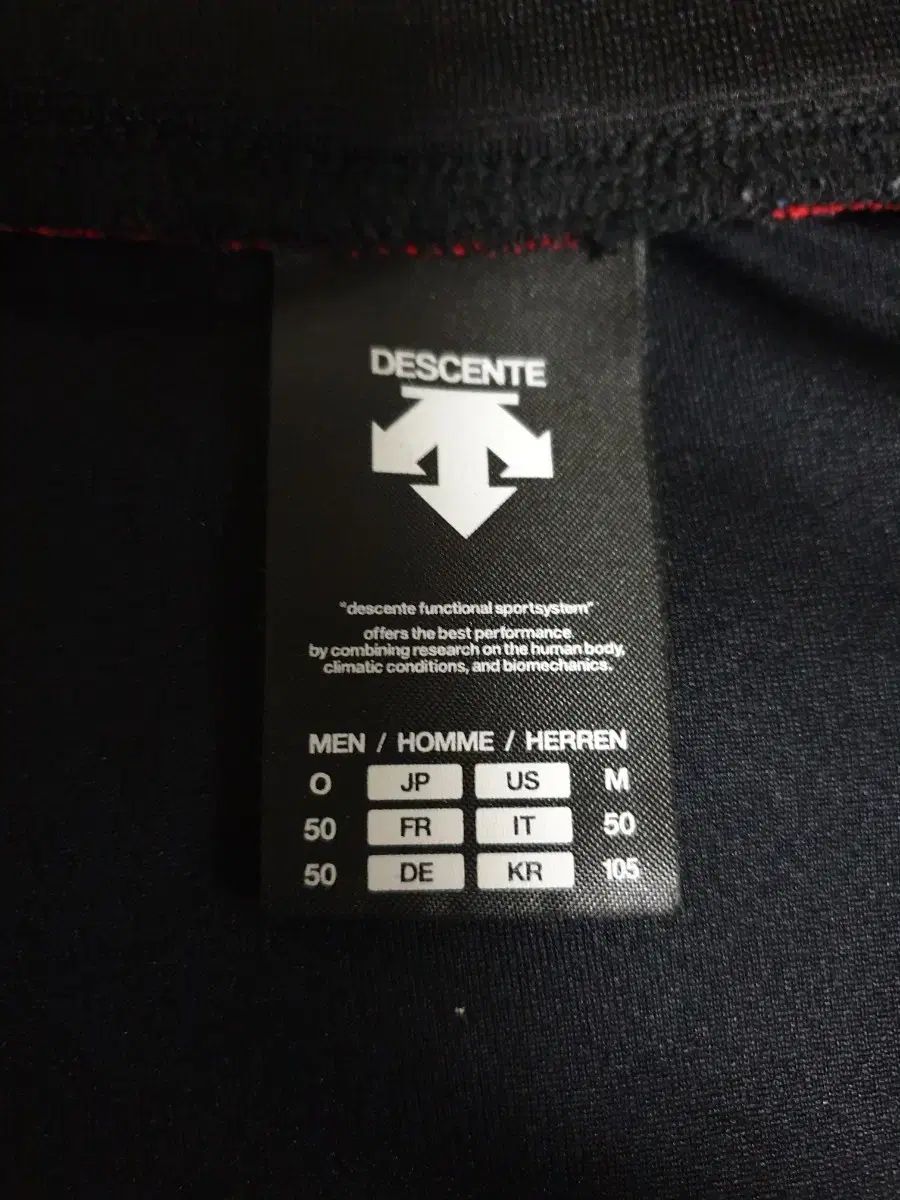 DESCENTE
"descente functional sportsystem"
offers the best performance
by combining research on the human body,
climatic conditions, and biomechanics.
MEN / HOMME / HERREN
O JP US M
50 FR IT 50
50 DE KR 105